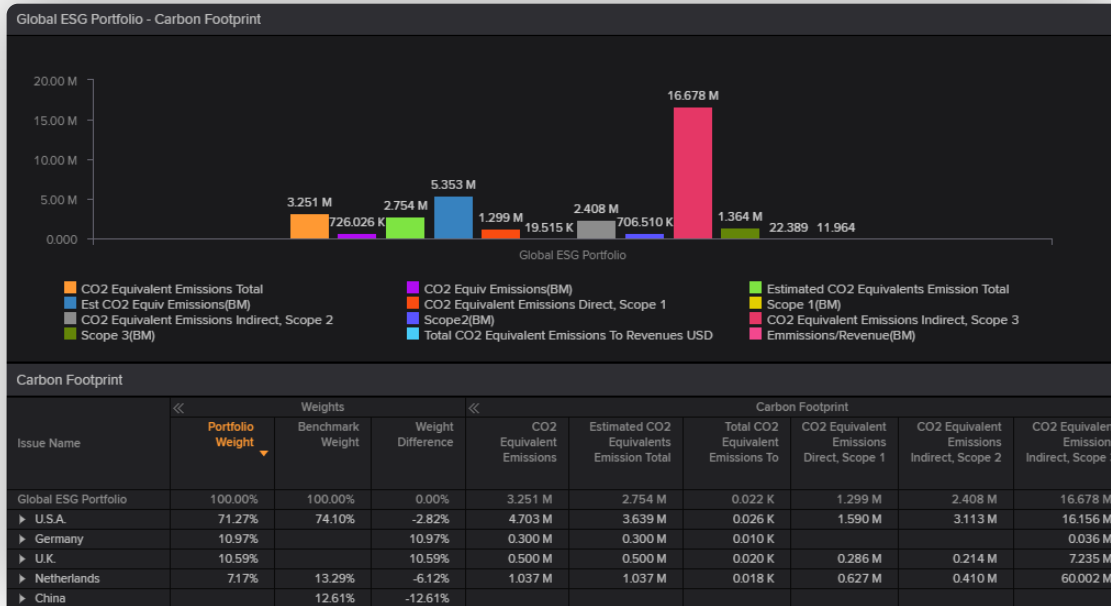 Global ESG Portfolio - Carbon Footprint
20.00 M
15.00 M
10.00 M
5.00 M
0.000
3.251 M
726.026 K
2.754 M
5.353 M
1.299 M
19.515 K
2.408 M
706.510 K
16.678 M
1.364 M
22.389
11.964
Global ESG Portfolio
CO2 Equivalent Emissions Total
CO2 Equiv Emissions(BM)
Estimated CO2 Equivalents Emission Total
Est CO2 Equiv Emissions(BM)
CO2 Equivalent Emissions Direct, Scope 1
Scope 1(BM)
CO2 Equivalent Emissions Indirect, Scope 2
Scope2(BM)
CO2 Equivalent Emissions Indirect, Scope 3
Scope 3(BM)
Total CO2 Equivalent Emissions To Revenues USD
Emmissions/Revenue(BM)
Carbon Footprint
Weights Carbon Footprint
Issue Name
Portfolio
Weight
Benchmark
Weight
Weight
Difference
CO2
Equivalent
Emissions
Estimated CO2
Equivalents
Emission Total
Total CO2
Equivalent
Emissions To
CO2 Equivalent
Emissions
Direct, Scope 1
CO2 Equivalent
Emissions
Indirect, Scope 2
CO2
Indirect, Scope
Global ESG Portfolio 100.00% 100.00% 0.00% 3.251 M 2.754 M 0.022 K 1.299 M 2.408 M 16.678 M
U.S.A. 71.27% 74.10% -2.82% 4.703 M 3.639 M 0.026 K 1.590 M 3.113 M 16.156 M
Germany 10.97% 10.97% 0.300 M 0.300 M 0.010 K 0.036 M
U.K. 10.59% 10.59% 0.500 M 0.500 M 0.020 K 0.286 M 0.214 M 7.235 M
Netherlands 7.17% 13.29% -6.12% 1.037 M 1.037 M 0.018 K 0.627 M 0.410 M 60.002 M
China 12.61% -12.61%